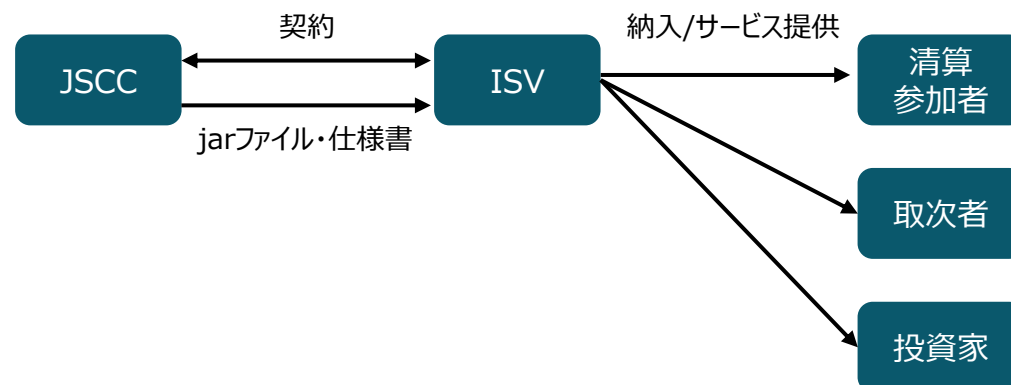 契約
納入/サービス提供
JSCC
ISV
清算
参加者
jarファイル・仕様書
取次者
投資家